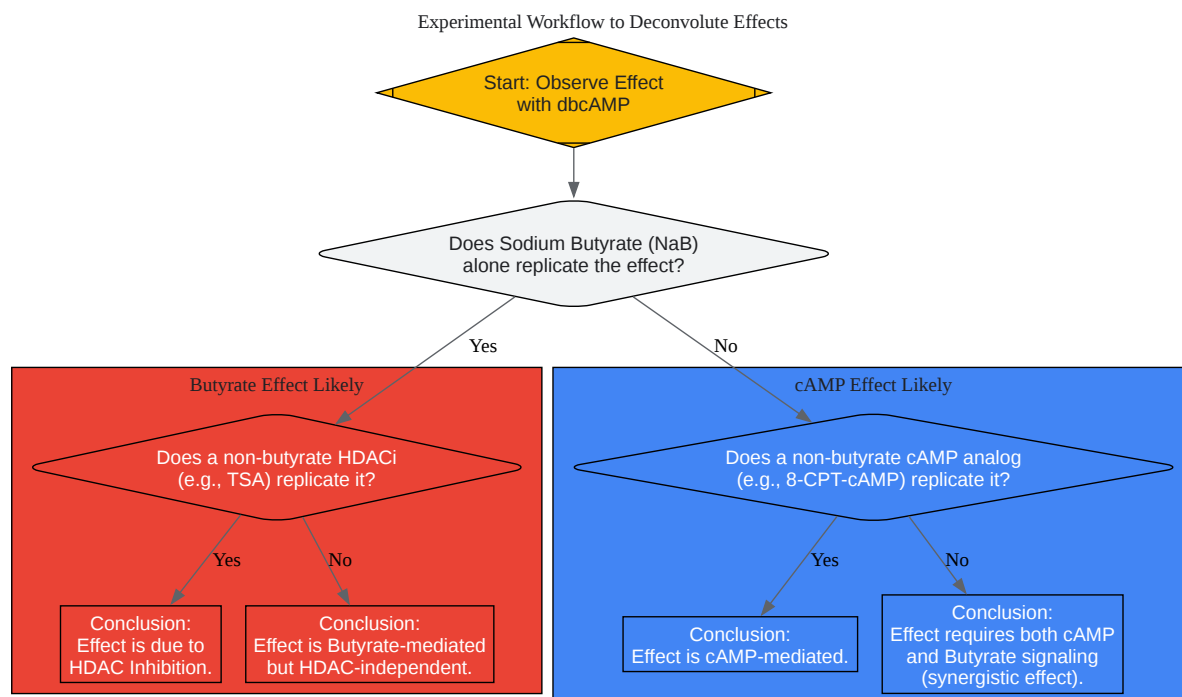 Experimental Workflow to Deconvolute Effects
Start: Observe Effect
with dbcAMP
Does Sodium Butyrate (NaB)
alone replicate the effect?
Yes
No
Butyrate Effect Likely
Does a non-butyrate HDACi
(e.g., TSA) replicate it?
Yes
No
Conclusion:
Effect is due to
HDAC Inhibition.
Conclusion:
Effect is Butyrate-mediated
but HDAC-independent.
cAMP Effect Likely
Does a non-butyrate cAMP analog
(e.g., 8-CPT-cAMP) replicate it?
Yes
No
Conclusion:
Effect is cAMP-mediated.
Conclusion:
Effect requires both cAMP
and Butyrate signaling
(synergistic effect).